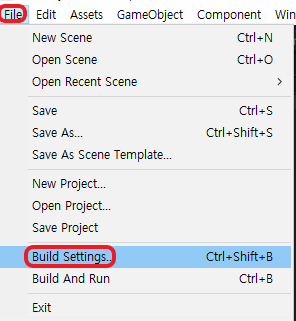 File Edit Assets GameObject Component Win
New Scene Ctrl+N
Open Scene Ctrl+O
Open Recent Scene >
Save Ctrl+S
Save As... Ctrl+Shift+S
Save As Scene Template...
New Project...
Open Project...
Save Project
Build Settings... Ctrl+Shift+B
Build And Run Ctrl+B
Exit